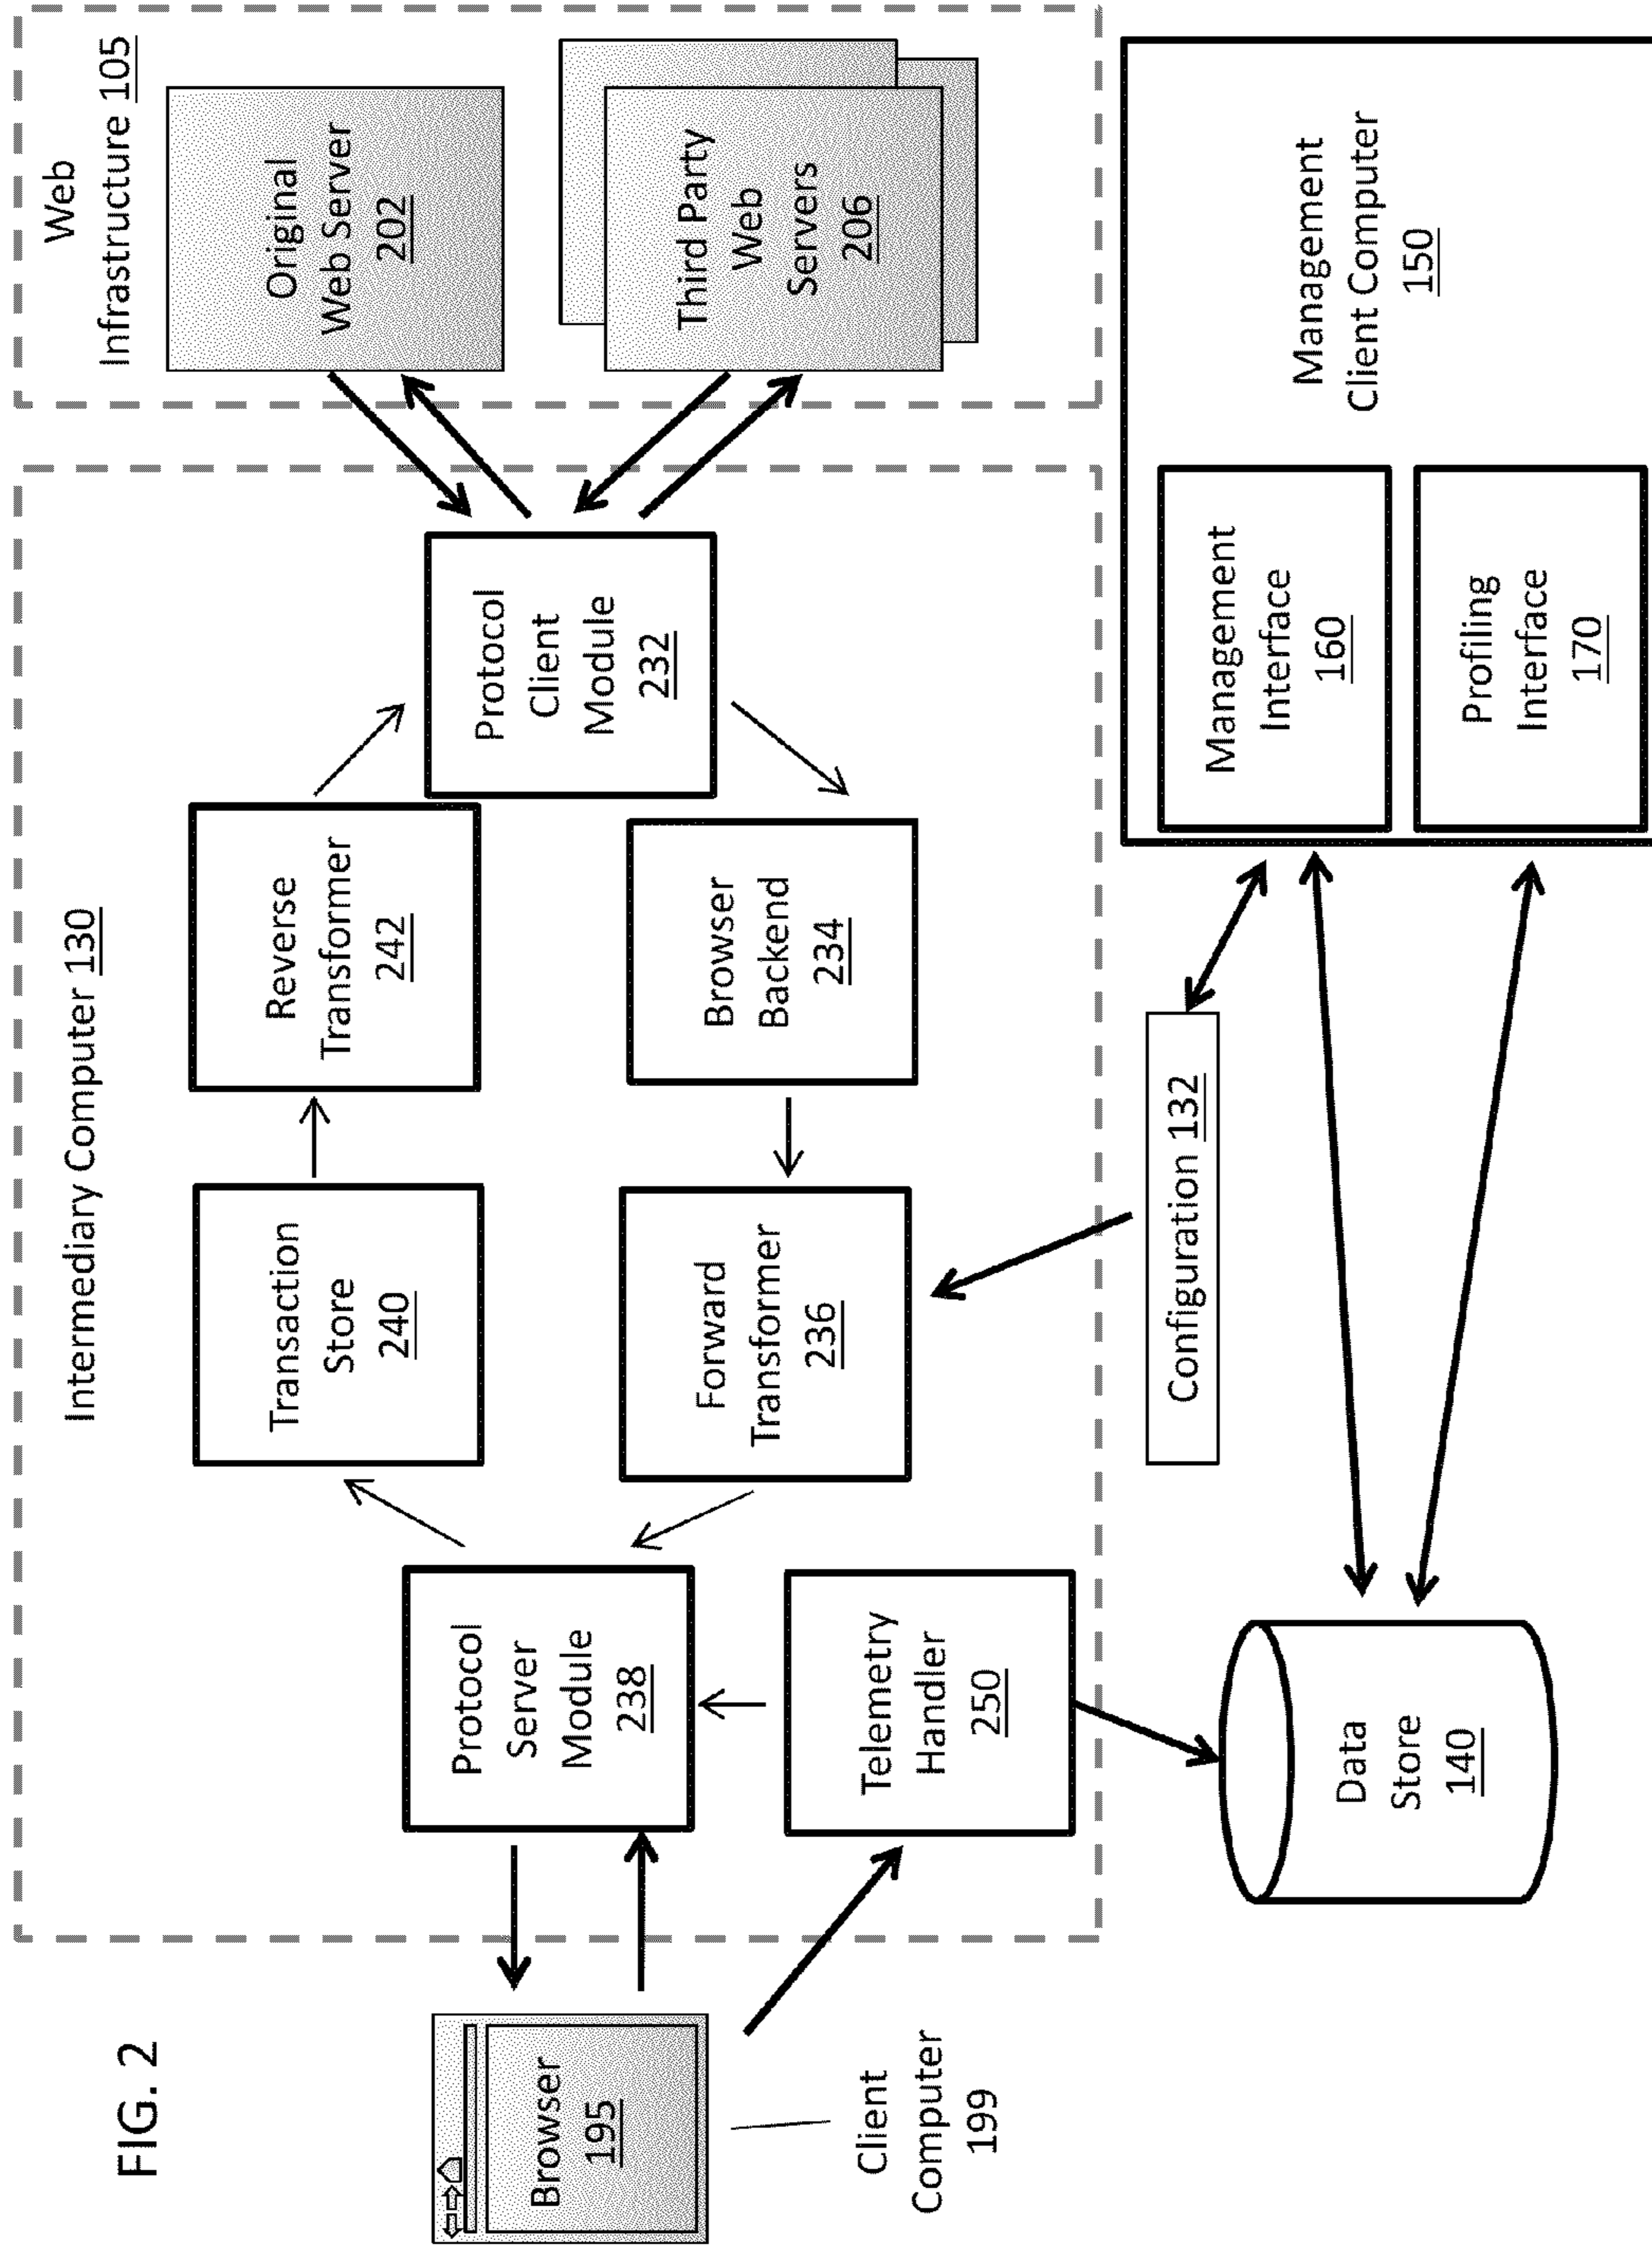 FIG. 2
Browser
195
Client
Computer
199
Intermediary Computer 130
Protocol
Server
Module
238
Telemetry
Handler
250
Transaction
Store
240
Forward
Transformer
236
Reverse
Transformer
242
Browser
Backend
234
Protocol
Client
Module
232
Web
Infrastructure 105
Original
Web Server
202
Third Party
Web
Servers
206
Data
Store
140
Configuration 132
Management
Interface
160
Profiling
Interface
170
Management
Client Computer
150